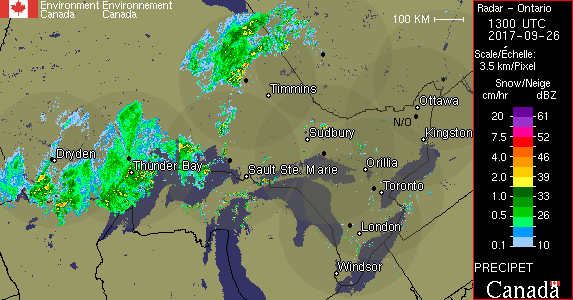 Environment Environnement
Canada Canada
100 KM
Timmins
Ottawa
N/O
Sudbury
Kingston
Dryden
Thunder Bay
Sault Ste. Marie
Orillia
Toronto
London
Windsor
Radar - Ontario
1300 UTC
2017-09-26
Scale/Échelle:
3.5 km/Pixel
Snow/Neige
cm/hr dBZ
20 61
7.5 52
4.0 46
2.0 39
1.0 33
0.5 26
0.1 10
PRECIPET
Canada